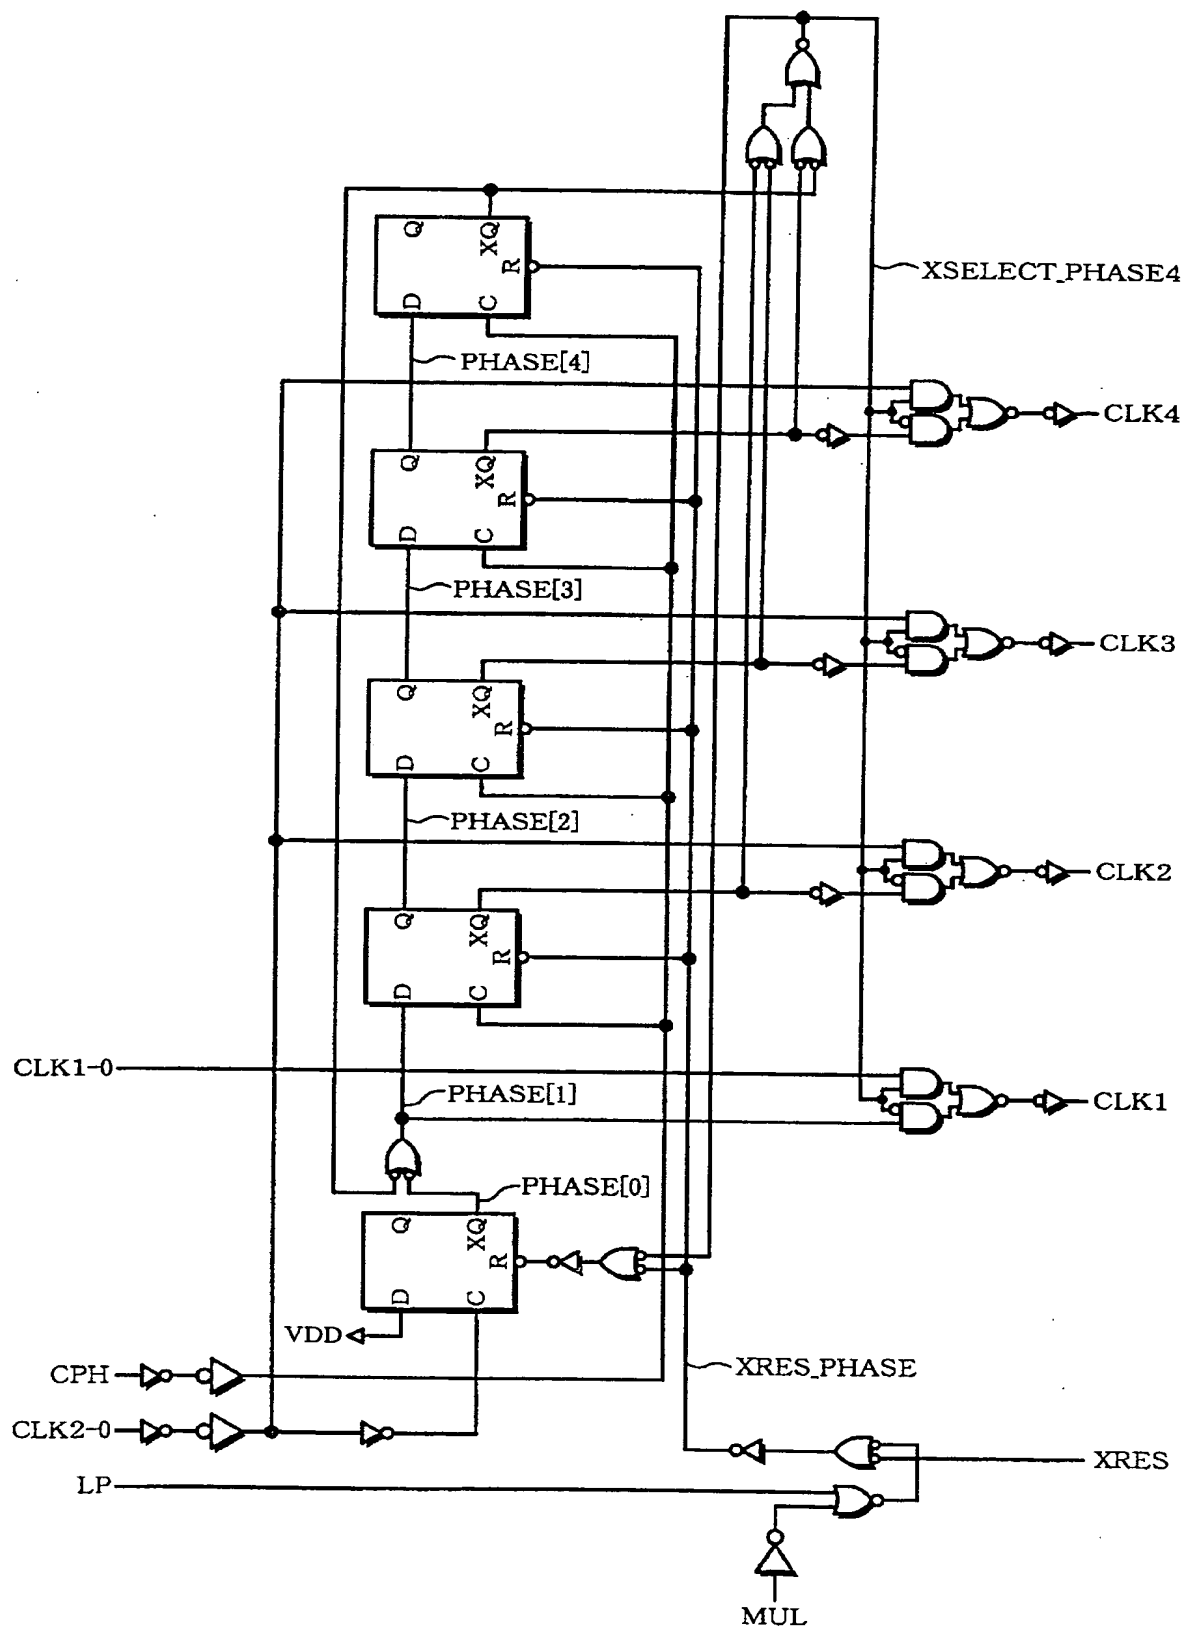 Q XQ R D C
XSELECT_PHASE4
PHASE[4]
CLK4
Q XQ R D C
PHASE[3]
CLK3
Q XQ R D C
PHASE[2]
CLK2
Q XQ R D C
CLK1-0
PHASE[1]
CLK1
PHASE[0]
Q XQ R D C
VDD
CPH
XRES_PHASE
CLK2-0
XRES
LP
MUL